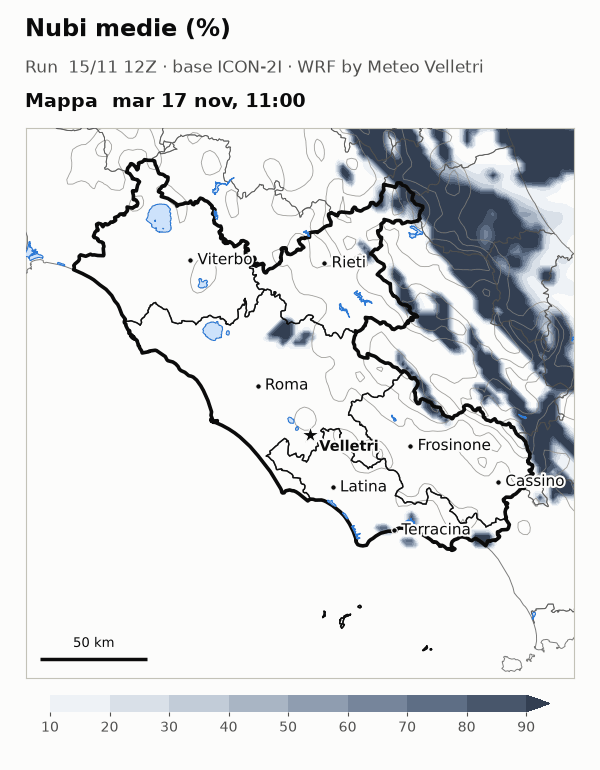 Nubi medie (%)
Run 15/11 12Z · base ICON-2I · WRF by Meteo Velletri
Mappa mar 17 nov, 11:00
Viterbo
Rieti
Roma
Velletri
Frosinone
Cassino
Latina
Terracina
50 km
10 20 30 40 50 60 70 80 90